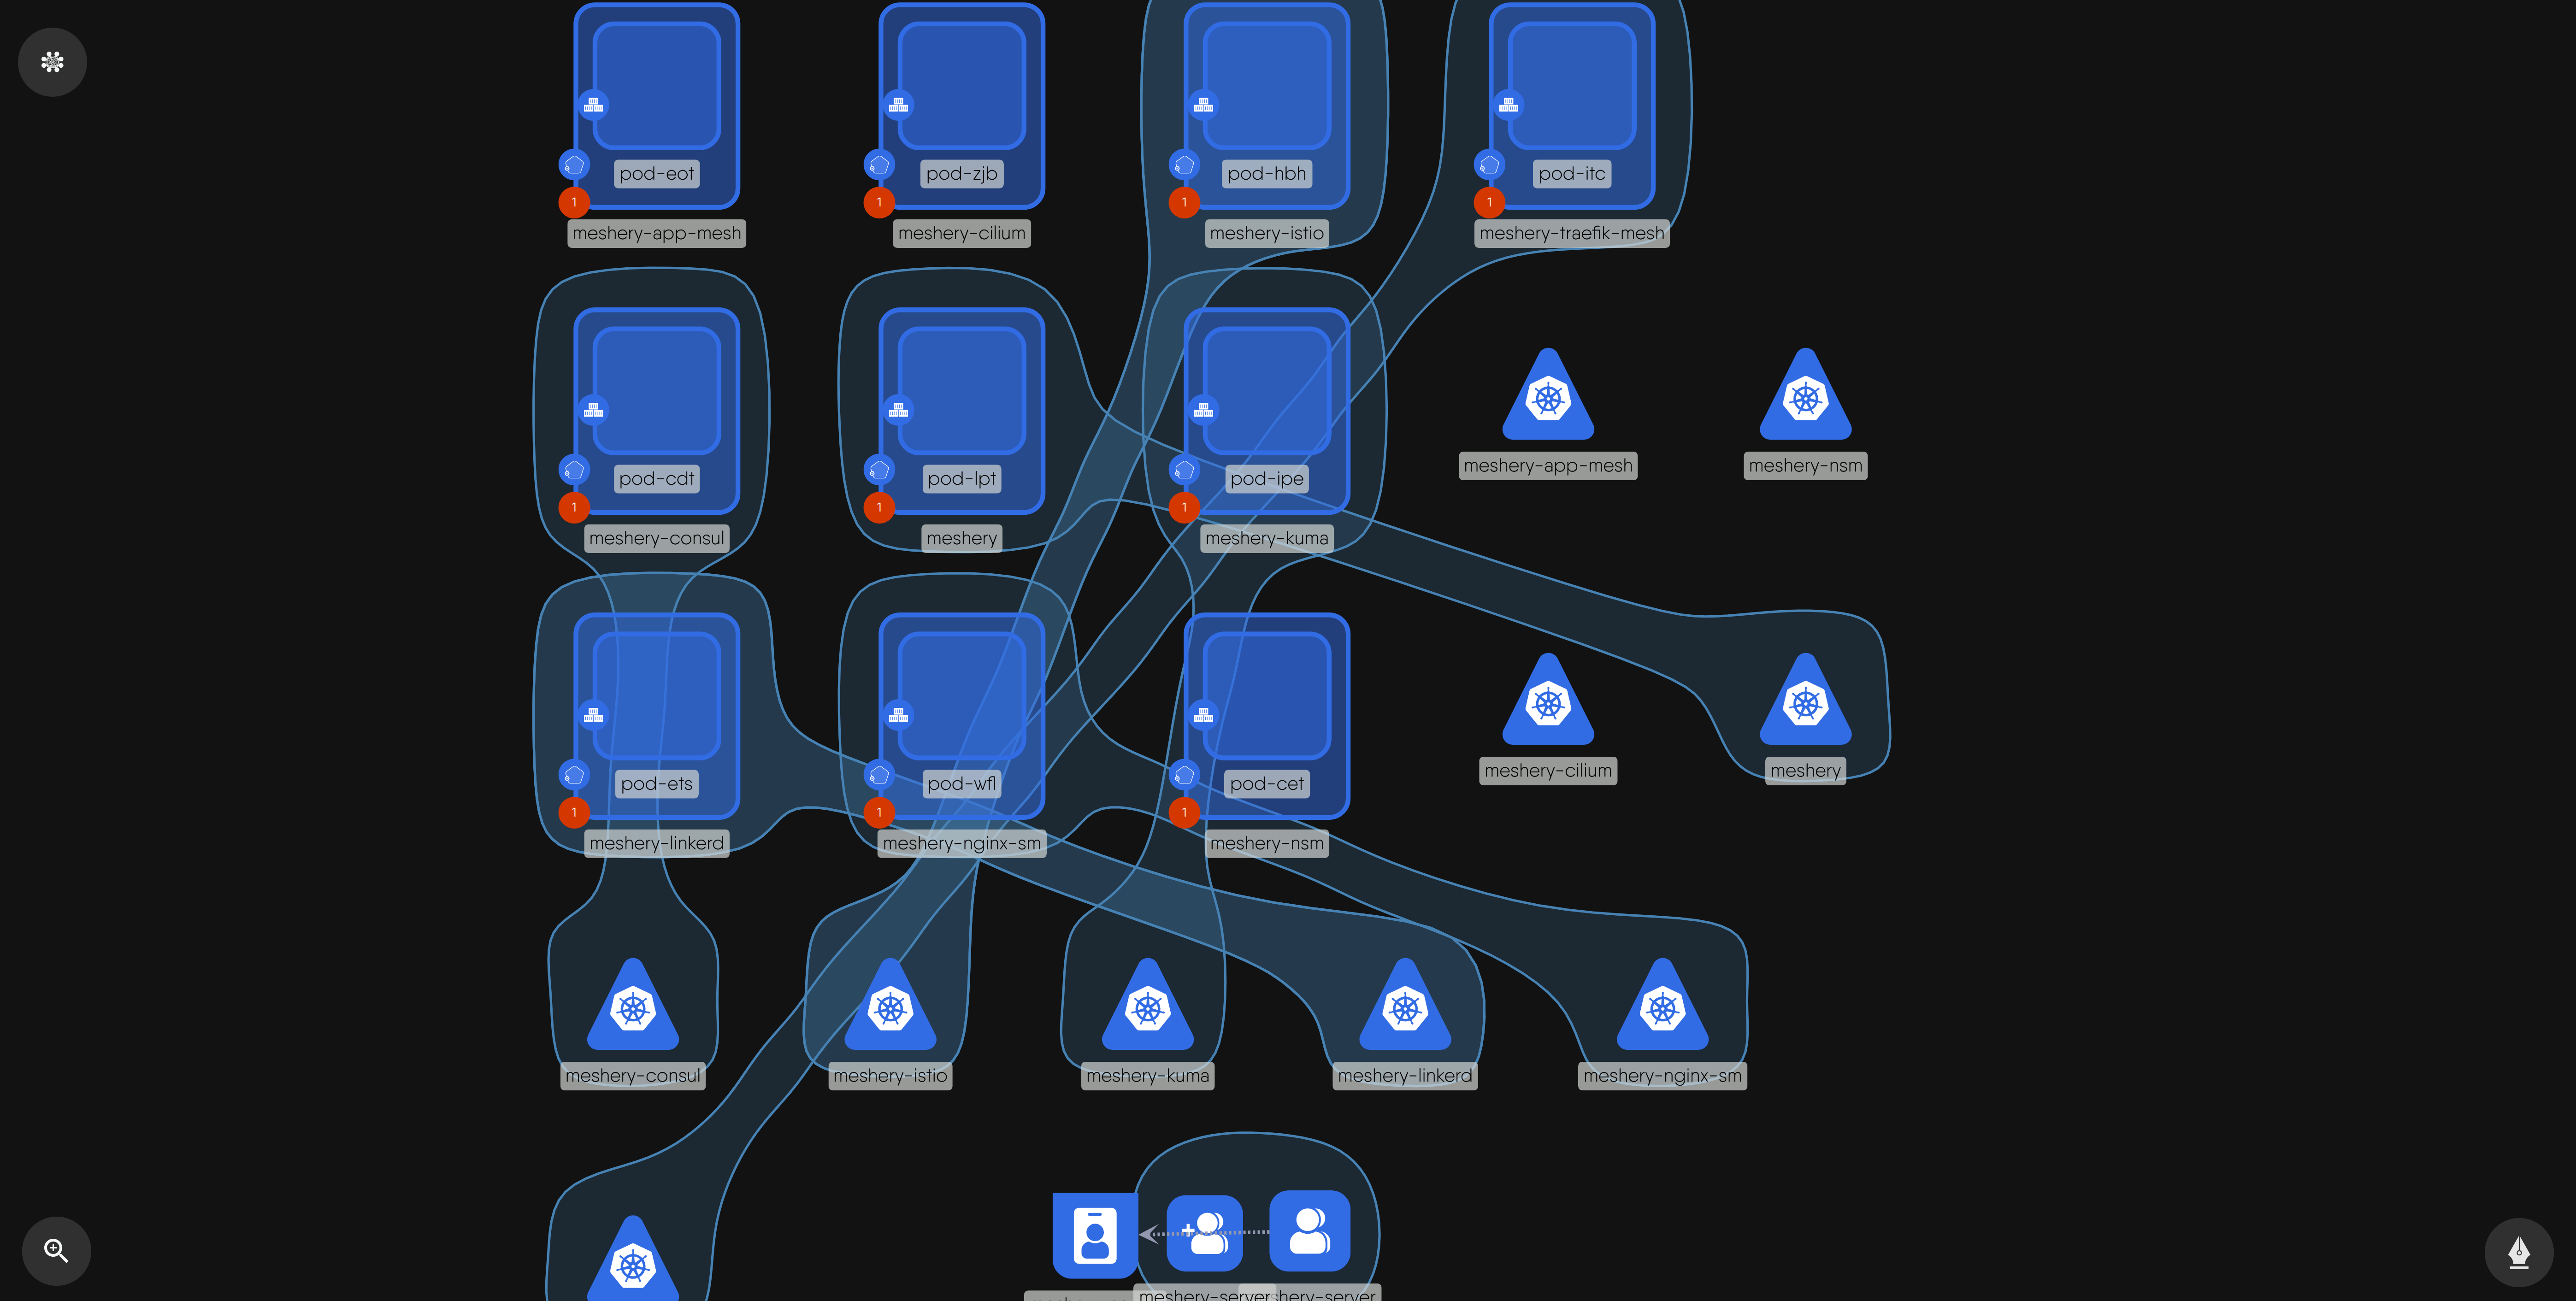 pod-eot
pod-zjb
pod-hbh
pod-itc
1
1
1
1
meshery-app-mesh
meshery-cilium
meshery-istio
meshery-traefik-mesh
pod-cdt
pod-lpt
pod-ipe
meshery-app-mesh
meshery-nsm
1
1
1
meshery-consul
meshery
meshery-kuma
pod-ets
pod-wfl
pod-cet
meshery-cilium
meshery
1
1
1
meshery-linkerd
meshery-nginx-sm
meshery-nsm
meshery-consul
meshery-istio
meshery-kuma
meshery-linkerd
meshery-nginx-sm
meshery-server